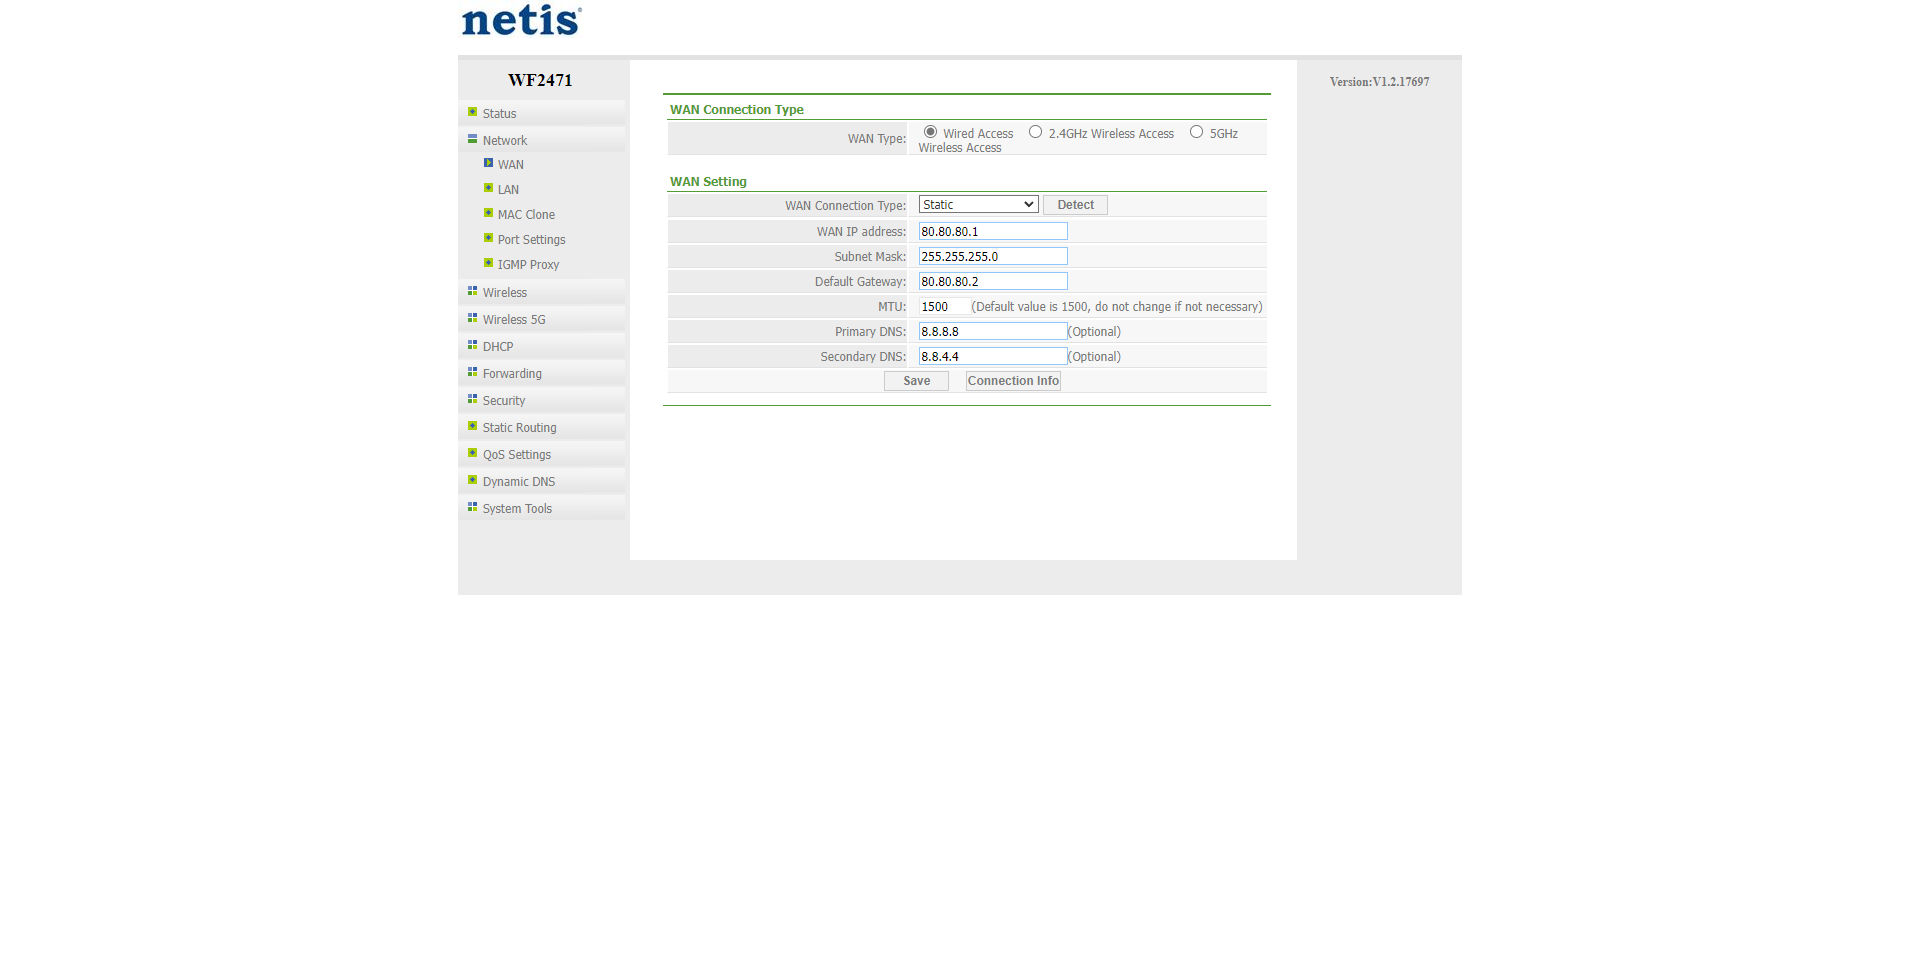 netis
WF2471
Version:V1.2.17697
Status
Network
WAN
LAN
MAC Clone
Port Settings
IGMP Proxy
Wireless
Wireless 5G
DHCP
Forwarding
Security
Static Routing
QoS Settings
Dynamic DNS
System Tools
WAN Connection Type
WAN Type: Wired Access 2.4GHz Wireless Access 5GHz
Wireless Access
WAN Setting
WAN Connection Type: Static Detect
WAN IP address: 80.80.80.1
Subnet Mask: 255.255.255.0
Default Gateway: 80.80.80.2
MTU: 1500 (Default value is 1500, do not change if not necessary)
Primary DNS: 8.8.8.8 (Optional)
Secondary DNS: 8.8.4.4 (Optional)
Save Connection Info